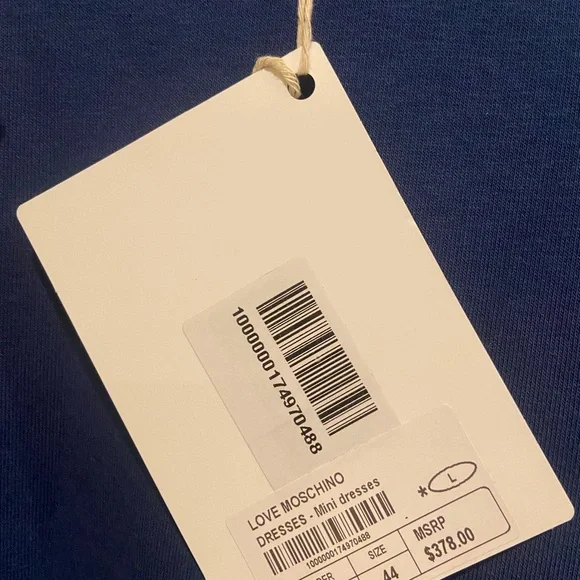 1000000174970488
LOVE MOSCHINO
DRESSES - Mini dresses
* L
1000000174970488
SIZE
44
MSRP
$378.00